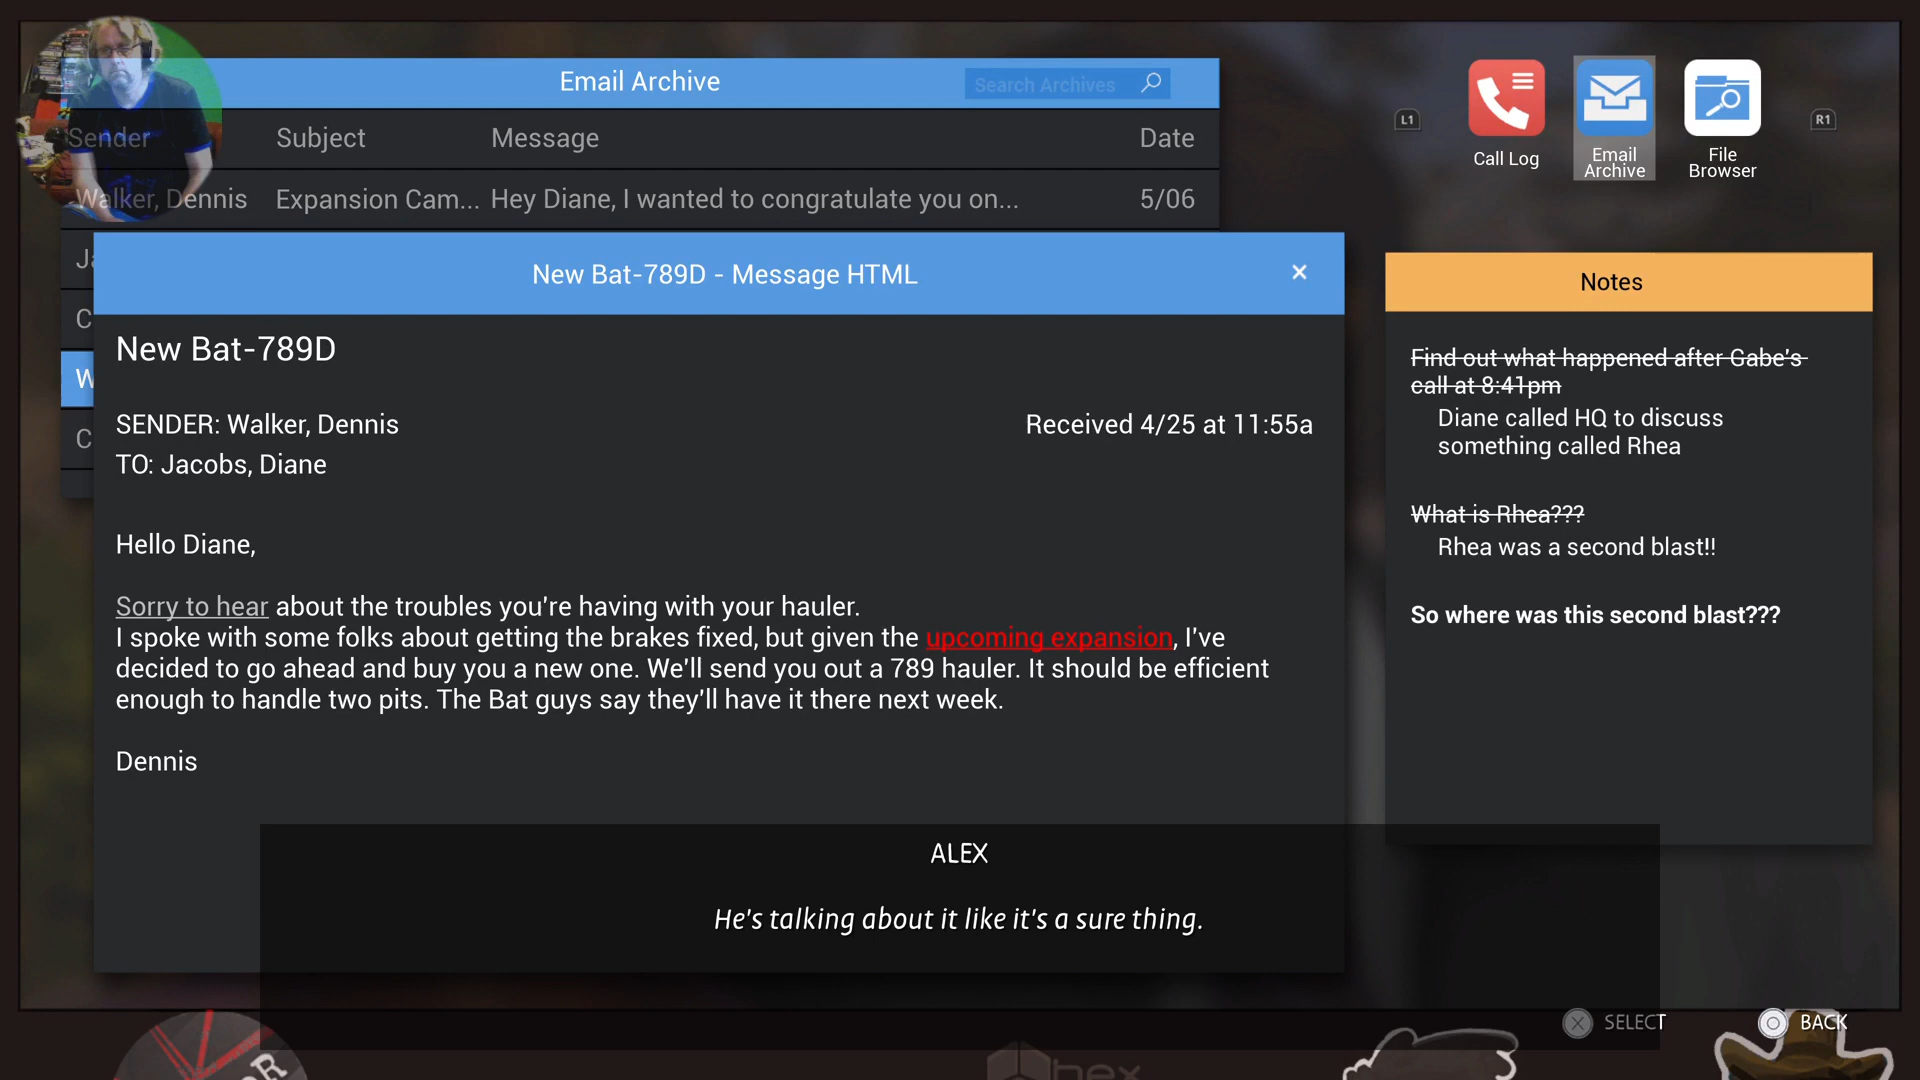 Email Archive
Search Archives
Sender Subject Message Date
Walker, Dennis Expansion Cam... Hey Diane, I wanted to congratulate you on... 5/06
Ja
C
W
C
New Bat-789D - Message HTML
New Bat-789D
SENDER: Walker, Dennis
Received 4/25 at 11:55a
TO: Jacobs, Diane
Hello Diane,
Sorry to hear about the troubles you're having with your hauler.
I spoke with some folks about getting the brakes fixed, but given the upcoming expansion, I've
decided to go ahead and buy you a new one. We'll send you out a 789 hauler. It should be efficient
enough to handle two pits. The Bat guys say they'll have it there next week.
Dennis
L1
Call Log
Email
Archive
File
Browser
R1
Notes
Find out what happened after Gabe's
call at 8:41pm
Diane called HQ to discuss
something called Rhea
What is Rhea???
Rhea was a second blast!!
So where was this second blast???
ALEX
He's talking about it like it's a sure thing.
SELECT
BACK
hex